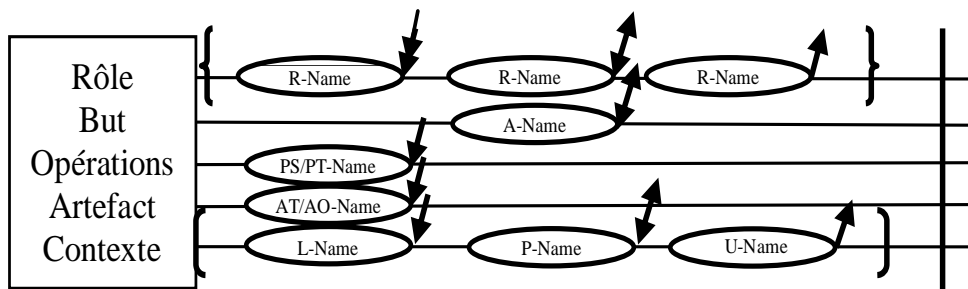 Rôle
But
Opérations
Artefact
Contexte
R-Name R-Name R-Name
A-Name
PS/PT-Name
AT/AO-Name
L-Name P-Name U-Name